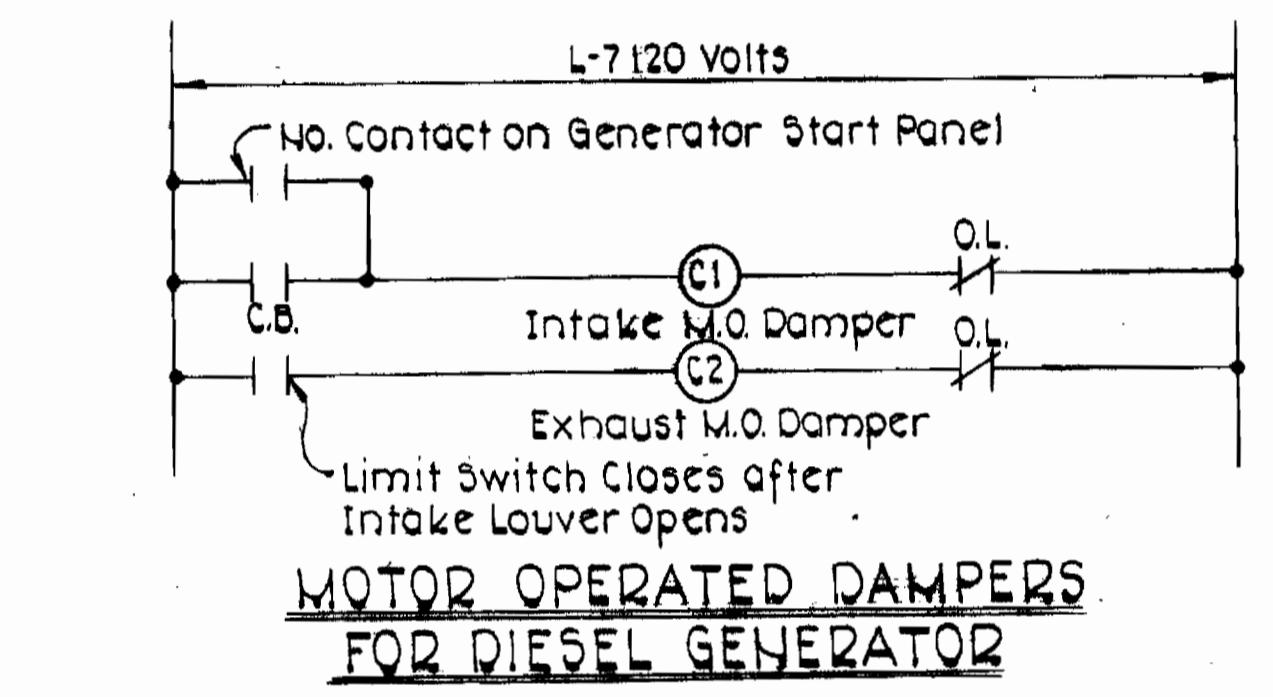 L-7 120 Volts
No. Contact on Generator Start Panel
O.L.
C1
C.B.
Intake M.O. Damper
O.L.
C2
Exhaust M.O. Damper
Limit Switch Closes after
Intake Louver Opens
MOTOR OPERATED DAMPERS
FOR DIESEL GENERATOR